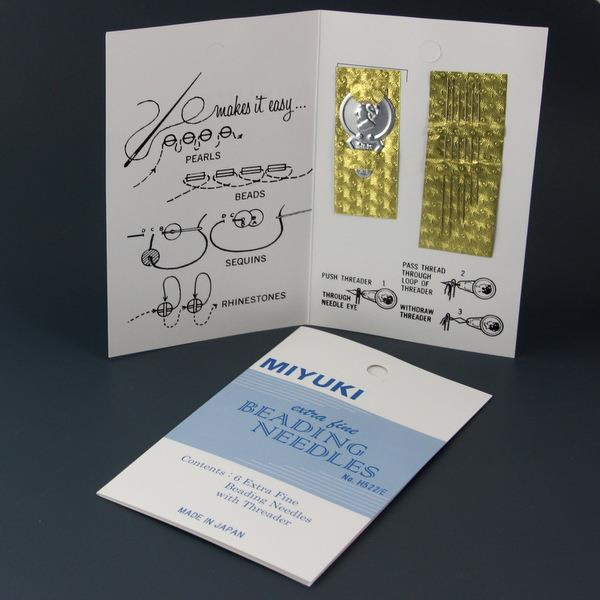 makes it easy...
PEARLS
BEADS
D C B
D C
SEQUINS
RHINESTONES
PUSH THREADER 1
THROUGH
NEEDLE EYE
PASS THREAD
THROUGH 2
LOOP OF
THREADER
WITHDRAW
THREADER 3
MIYUKI
extra fine
BEADING
NEEDLES
No. H522/E
Contents : 6 Extra Fine
Beading Needles
with Threader
MADE IN JAPAN